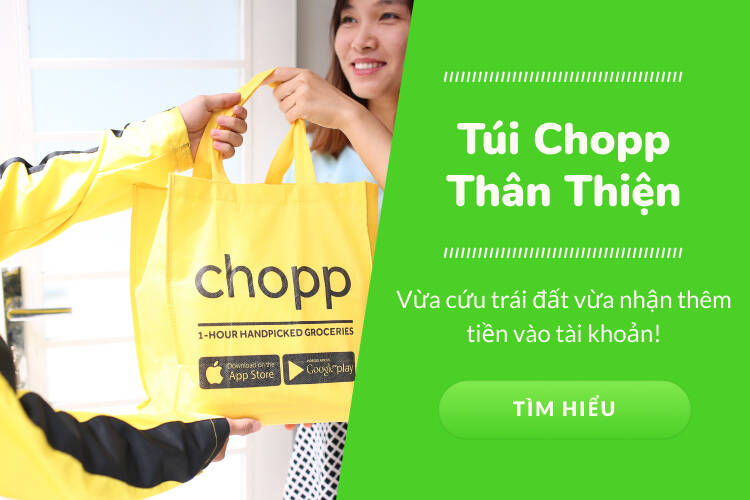 chopp
1-HOUR HANDPICKED GROCERIES
Download on the
App Store
Google play
Túi Chopp
Thân Thiện
Vừa cứu trái đất vừa nhận thêm
tiền vào tài khoản!
TÌM HIỂU